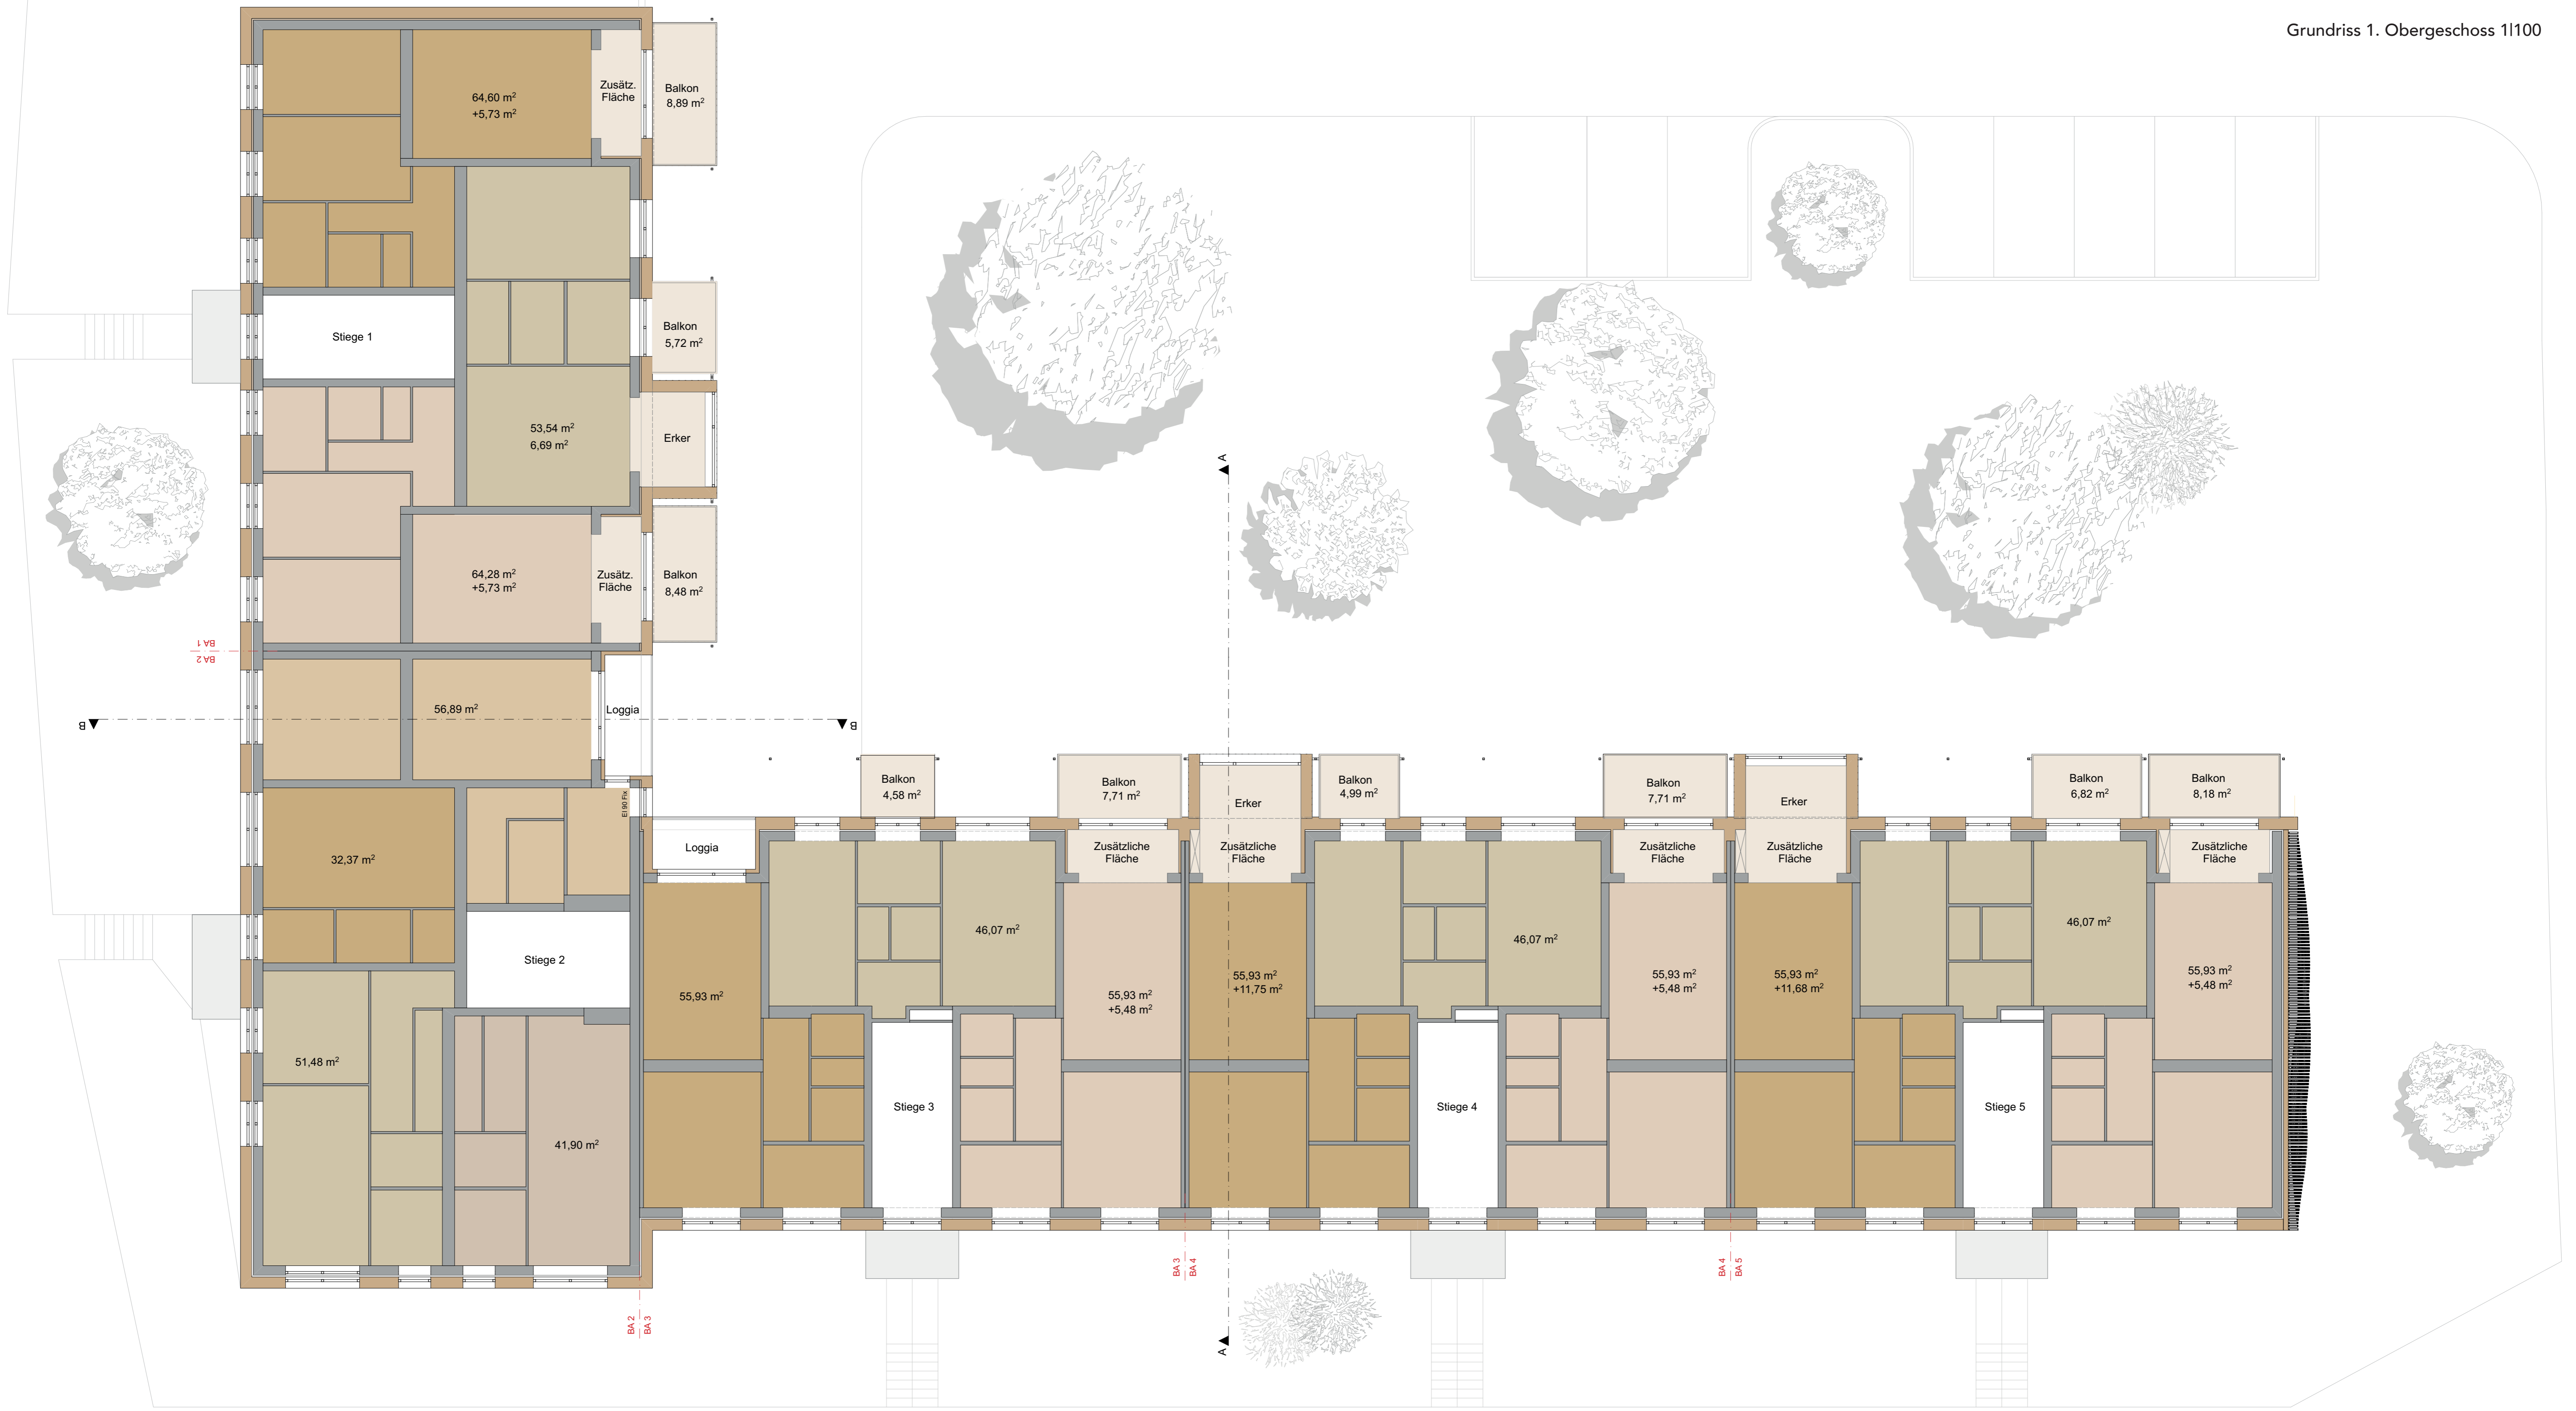 Grundriss 1. Obergeschoss 1|100
64,60 m²
+5,73 m²
Zusätz.
Fläche
Balkon
8,89 m²
Stiege 1
Balkon
5,72 m²
53,54 m²
6,69 m²
Erker
64,28 m²
+5,73 m²
Zusätz.
Fläche
Balkon
8,48 m²
BA 1
BA 2
56,89 m²
Loggia
B
B
A
32,37 m²
EI 90 Fix
Loggia
Stiege 2
51,48 m²
41,90 m²
BA 2
BA 3
Balkon
4,58 m²
55,93 m²
46,07 m²
Stiege 3
Balkon
7,71 m²
Zusätzliche
Fläche
55,93 m²
+5,48 m²
BA 3
BA 4
Erker
Zusätzliche
Fläche
55,93 m²
+11,75 m²
A
Balkon
4,99 m²
46,07 m²
Stiege 4
Balkon
7,71 m²
Zusätzliche
Fläche
55,93 m²
+5,48 m²
BA 4
BA 5
Erker
Zusätzliche
Fläche
55,93 m²
+11,68 m²
Balkon
6,82 m²
46,07 m²
Stiege 5
Balkon
8,18 m²
Zusätzliche
Fläche
55,93 m²
+5,48 m²